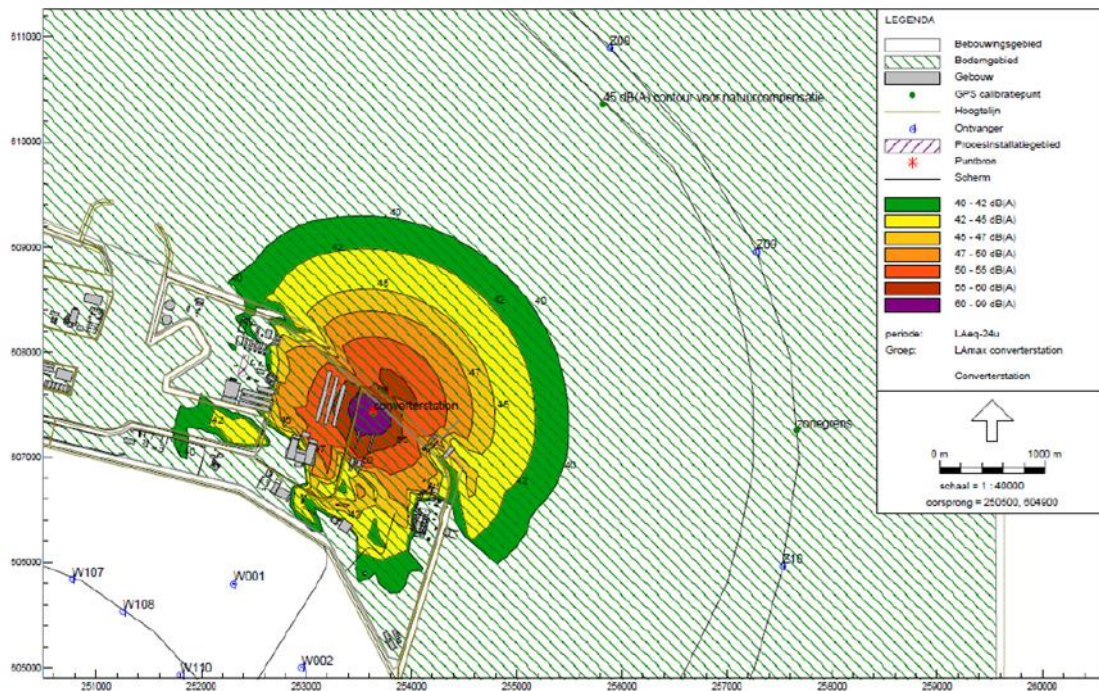 611000
610000
609000
608000
607000
606000
605000
Z08
45 dB(A) contour voor natuurcompensatie
Z09
40
42
42
40
45
47
45
converterstation
zonegrens
40
42
Z10
W107
W001
W108
W110
W002
251000 252000 253000 254000 255000 256000 257000 258000 259000 260000
LEGENDA
Bebouwingsgebied
Bodemgebied
Gebouw
GPS calibratiepunt
Hoogtelijn
Ontvanger
Procesinstallatiegebied
Puntbron
Scherm
40 - 42 dB(A)
42 - 45 dB(A)
45 - 47 dB(A)
47 - 50 dB(A)
50 - 55 dB(A)
55 - 60 dB(A)
60 - 99 dB(A)
periode: LAeq-24u
Groep: LAmax converterstation
Converterstation
0 m 1000 m
schaal = 1 : 40000
oorsprong = 250500, 604900